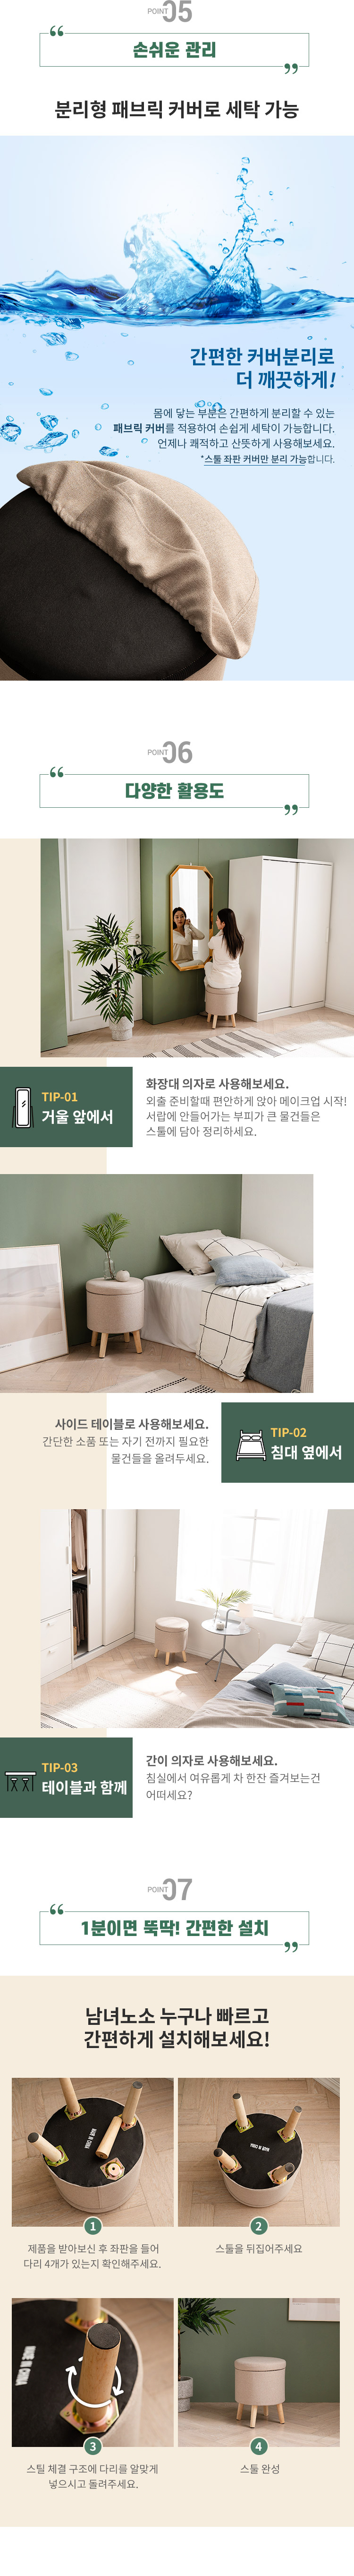 POINT 05
“
손쉬운 관리
”
분리형 패브릭 커버로 세탁 가능
간편한 커버분리로
더 깨끗하게!
몸에 닿는 부분은 간편하게 분리할 수 있는
패브릭 커버를 적용하여 손쉽게 세탁이 가능합니다.
언제나 쾌적하고 산뜻하게 사용해보세요.
*스툴 좌판 커버만 분리 가능합니다.
POINT 06
“
다양한 활용도
”
TIP-01
거울 앞에서
화장대 의자로 사용해보세요.
외출 준비할때 편안하게 앉아 메이크업 시작!
서랍에 안들어가는 부피가 큰 물건들은
스툴에 담아 정리하세요.
사이드 테이블로 사용해보세요.
간단한 소품 또는 자기 전까지 필요한
물건들을 올려두세요.
TIP-02
침대 옆에서
TIP-03
테이블과 함께
간이 의자로 사용해보세요.
침실에서 여유롭게 차 한잔 즐겨보는건
어떠세요?
POINT 07
“
1분이면 뚝딱! 간편한 설치
”
남녀노소 누구나 빠르고
간편하게 설치해보세요!
MADE IN CHINA
MADE IN CHINA
1
제품을 받아보신 후 좌판을 들어
다리 4개가 있는지 확인해주세요.
2
스툴을 뒤집어주세요
MADE IN CHINA
3
스틸 체결 구조에 다리를 알맞게
넣으시고 돌려주세요.
4
스툴 완성